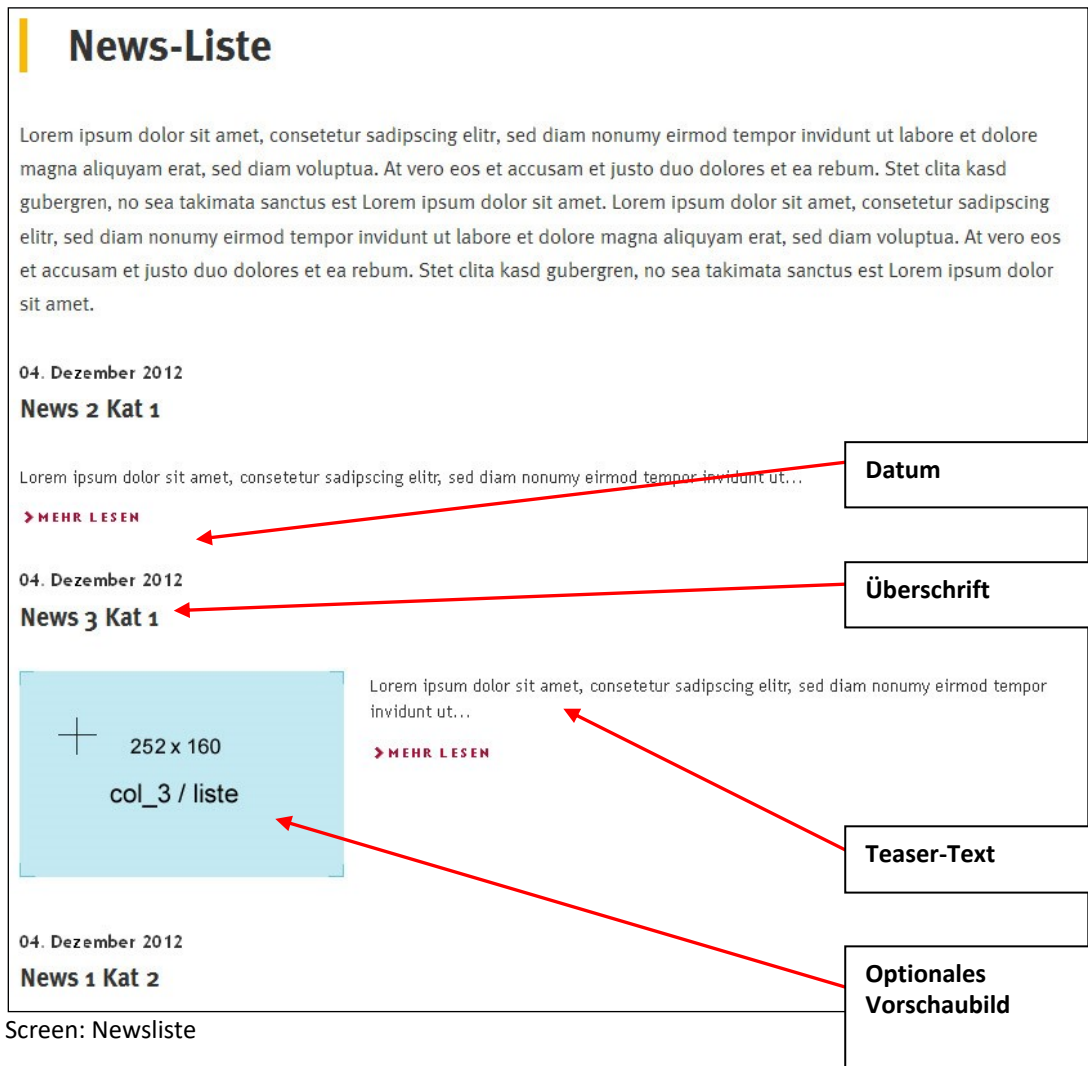 News-Liste
Lorem ipsum dolor sit amet, consetetur sadipscing elitr, sed diam nonumy eirmod tempor invidunt ut labore et dolore
magna aliquyam erat, sed diam voluptua. At vero eos et accusam et justo duo dolores et ea rebum. Stet clita kasd
gubergren, no sea takimata sanctus est Lorem ipsum dolor sit amet. Lorem ipsum dolor sit amet, consetetur sadipscing
elitr, sed diam nonumy eirmod tempor invidunt ut labore et dolore magna aliquyam erat, sed diam voluptua. At vero eos
et accusam et justo duo dolores et ea rebum. Stet clita kasd gubergren, no sea takimata sanctus est Lorem ipsum dolor
sit amet.
04. Dezember 2012
News 2 Kat 1
Lorem ipsum dolor sit amet, consetetur sadipscing elitr, sed diam nonumy eirmod tempor invidunt ut...
MEHR LESEN
Datum
04. Dezember 2012
News 3 Kat 1
Überschrift
252 x 160
col_3 / liste
Lorem ipsum dolor sit amet, consetetur sadipscing elitr, sed diam nonumy eirmod tempor
invidunt ut...
MEHR LESEN
Teaser-Text
04. Dezember 2012
News 1 Kat 2
Optionales
Vorschaubild
Screen: Newsliste